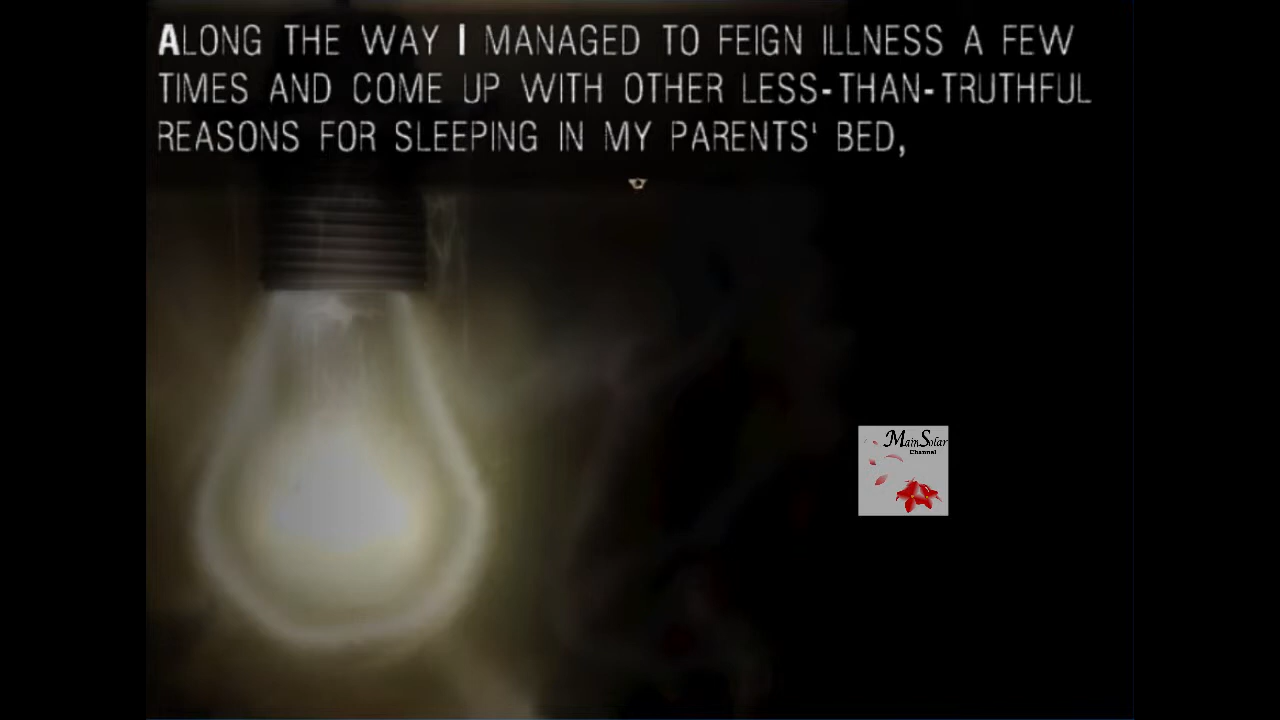 ALONG THE WAY I MANAGED TO FEIGN ILLNESS A FEW
TIMES AND COME UP WITH OTHER LESS-THAN-TRUTHFUL
REASONS FOR SLEEPING IN MY PARENTS' BED,
MainSolar
Channel